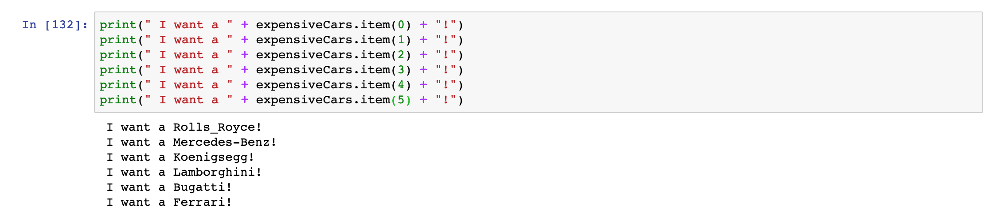 In [132]: print(" I want a " + expensiveCars.item(0) + "!")
print(" I want a " + expensiveCars.item(1) + "!")
print(" I want a " + expensiveCars.item(2) + "!")
print(" I want a " + expensiveCars.item(3) + "!")
print(" I want a " + expensiveCars.item(4) + "!")
print(" I want a " + expensiveCars.item(5) + "!")
I want a Rolls_Royce!
I want a Mercedes-Benz!
I want a Koenigsegg!
I want a Lamborghini!
I want a Bugatti!
I want a Ferrari!